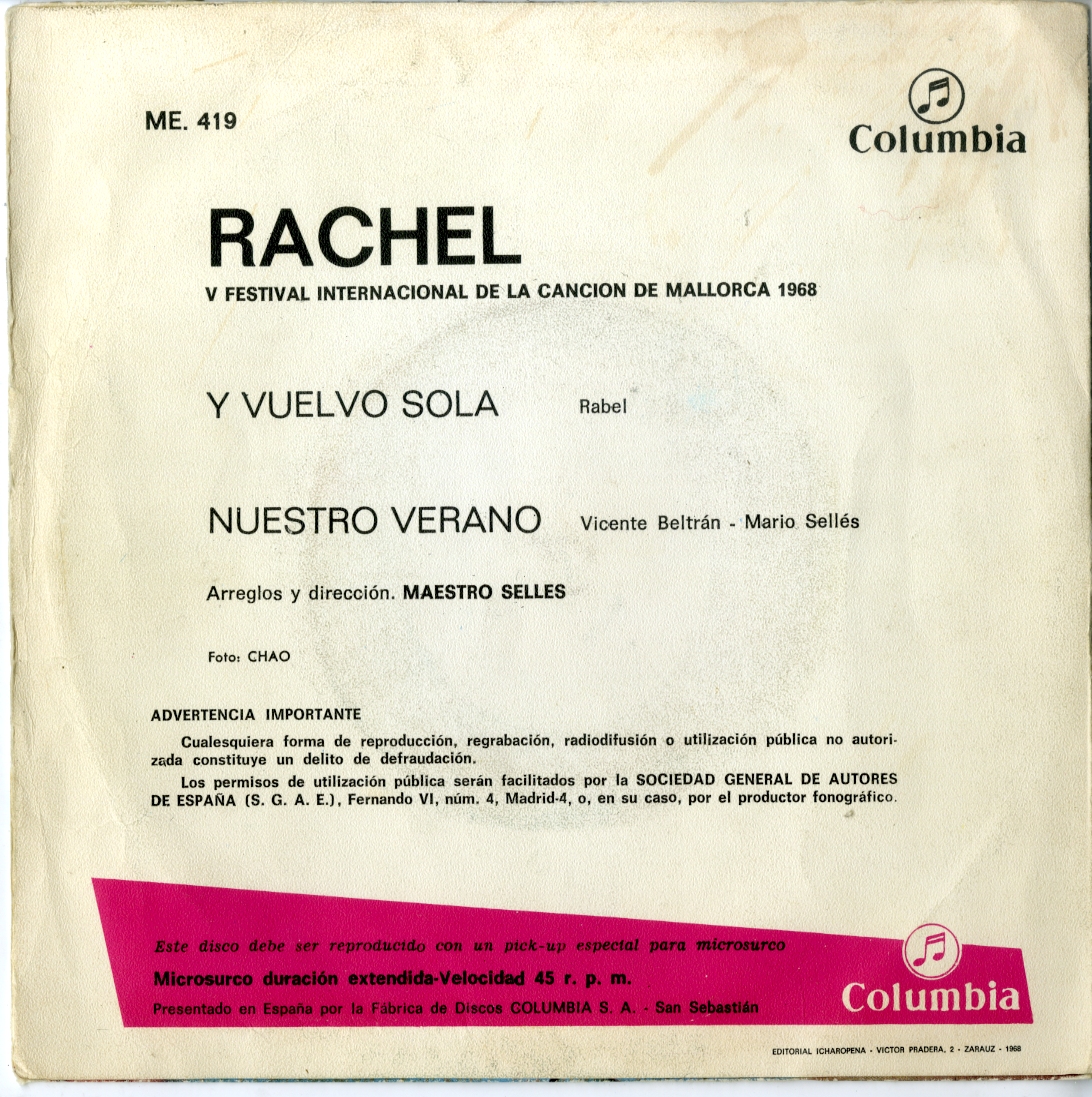 ME. 419
Columbia
RACHEL
V FESTIVAL INTERNACIONAL DE LA CANCION DE MALLORCA 1968
Y VUELVO SOLA Rabel
NUESTRO VERANO Vicente Beltrán - Mario Sellés
Arreglos y dirección. MAESTRO SELLES
Foto: CHAO
ADVERTENCIA IMPORTANTE
Cualesquiera forma de reproducción, regrabación, radiodifusión o utilización pública no autori-
zada constituye un delito de defraudación.
Los permisos de utilización pública serán facilitados por la SOCIEDAD GENERAL DE AUTORES
DE ESPAÑA (S. G. A. E.), Fernando VI, núm. 4, Madrid-4, o, en su caso, por el productor fonográfico.
Este disco debe ser reproducido con un pick-up especial para microsurco
Microsurco duración extendida-Velocidad 45 r. p. m.
Presentado en España por la Fábrica de Discos COLUMBIA S. A. - San Sebastián
Columbia
EDITORIAL ICHAROPENA - VICTOR PRADERA, 2 - ZARAUZ - 1968